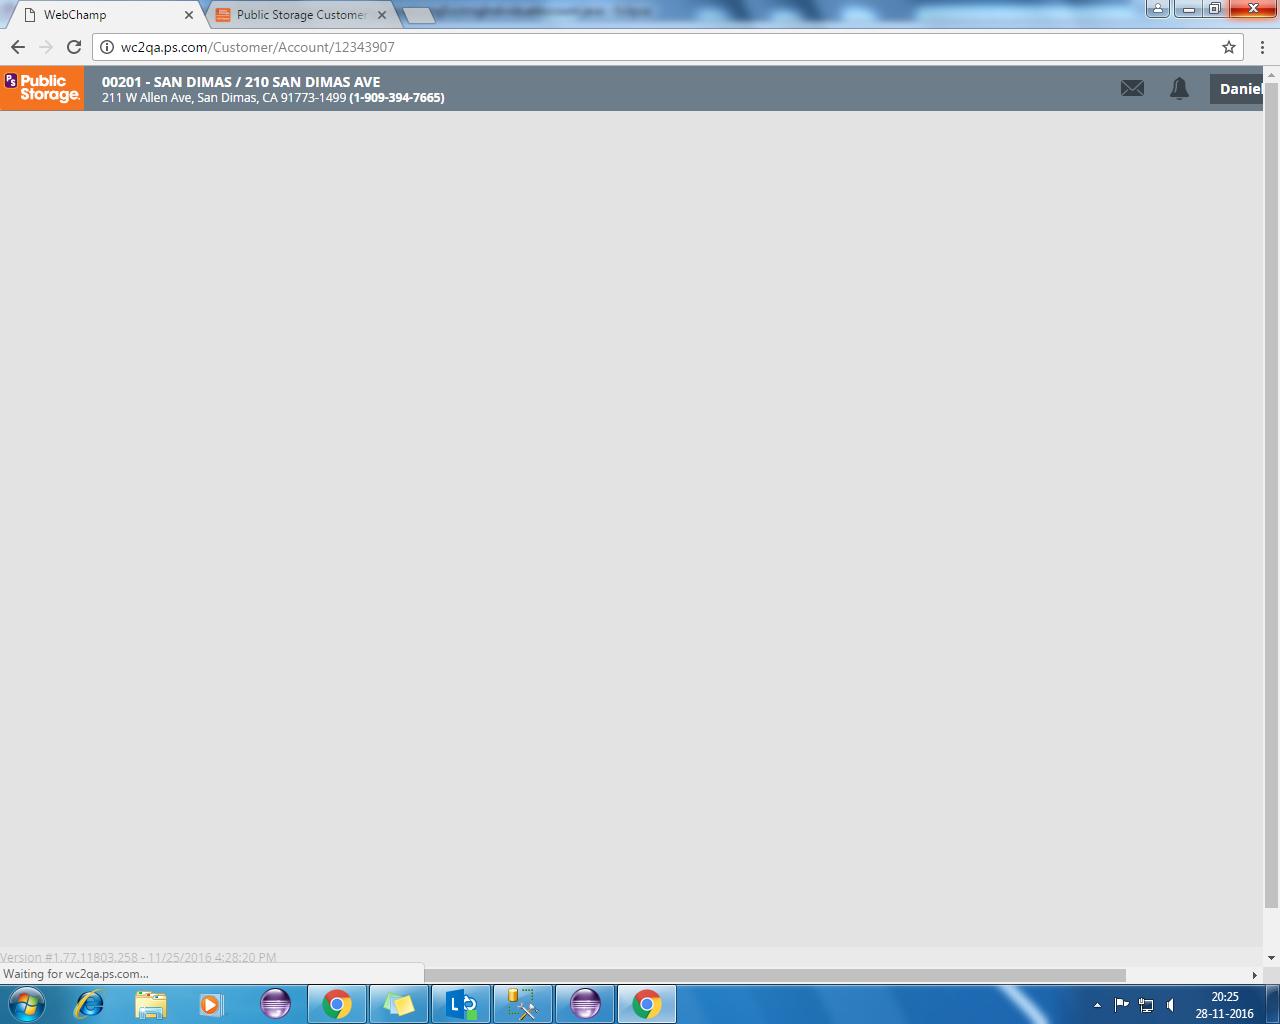 WebChamp
Public Storage Customer
wc2qa.ps.com/Customer/Account/12343907
PS Public
Storage.
00201 - SAN DIMAS / 210 SAN DIMAS AVE
211 W Allen Ave, San Dimas, CA 91773-1499 (1-909-394-7665)
Daniel
Version #1.77.11803.258 - 11/25/2016 4:28:20 PM
Waiting for wc2qa.ps.com...
20:25
28-11-2016